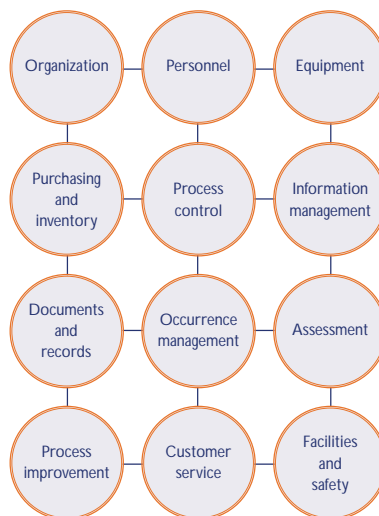 Organization
Personnel
Equipment
Purchasing
and
inventory
Process
control
Information
management
Documents
and
records
Occurrence
management
Assessment
Process
improvement
Customer
service
Facilities
and
safety